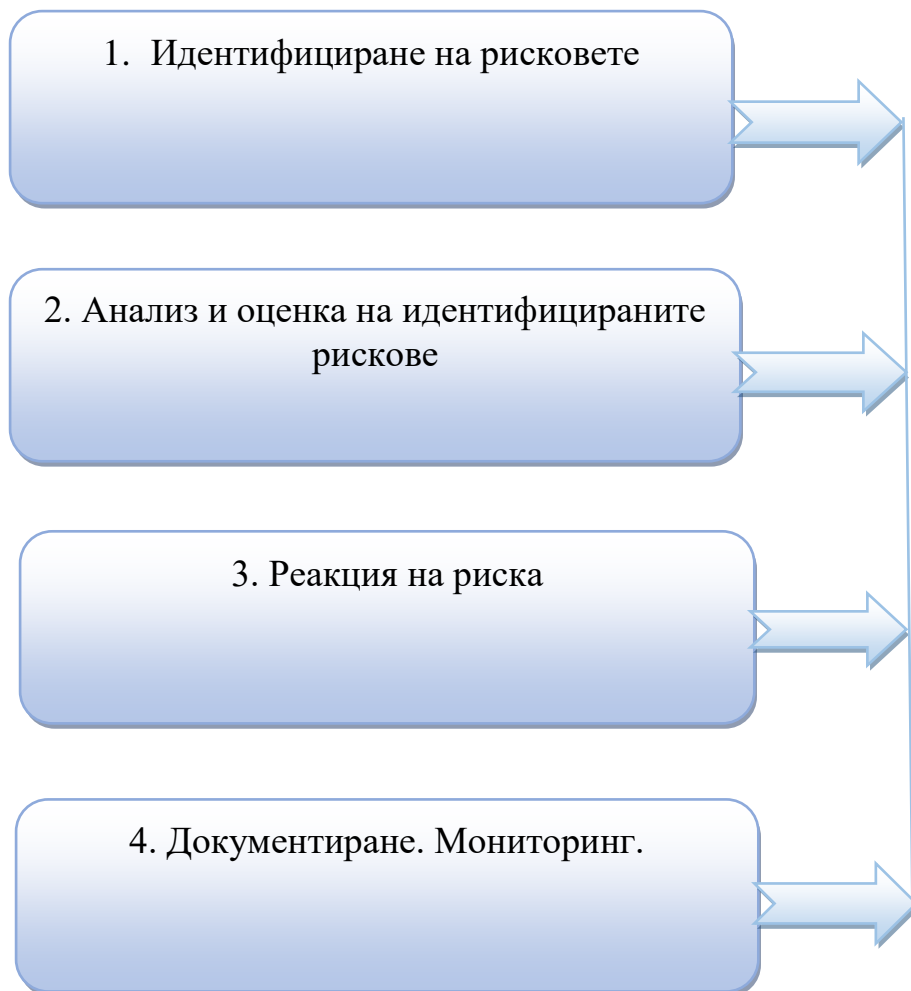 1. Идентифициране на рисковете
2. Анализ и оценка на идентифицираните
рискове
3. Реакция на риска
4. Документиране. Мониторинг.